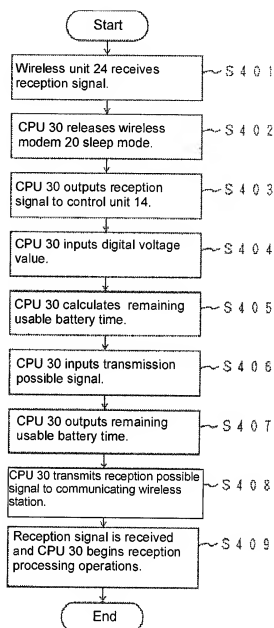 Start
Wireless unit 24 receives reception signal.
S401
CPU 30 releases wireless modem 20 sleep mode.
S402
CPU 30 outputs reception signal to control unit 14.
S403
CPU 30 inputs digital voltage value.
S404
CPU 30 calculates remaining usable battery time.
S405
CPU 30 inputs transmission possible signal.
S406
CPU 30 outputs remaining usable battery time.
S407
CPU 30 transmits reception possible signal to communicating wireless station.
S408
Reception signal is received and CPU 30 begins reception processing operations.
S409
End